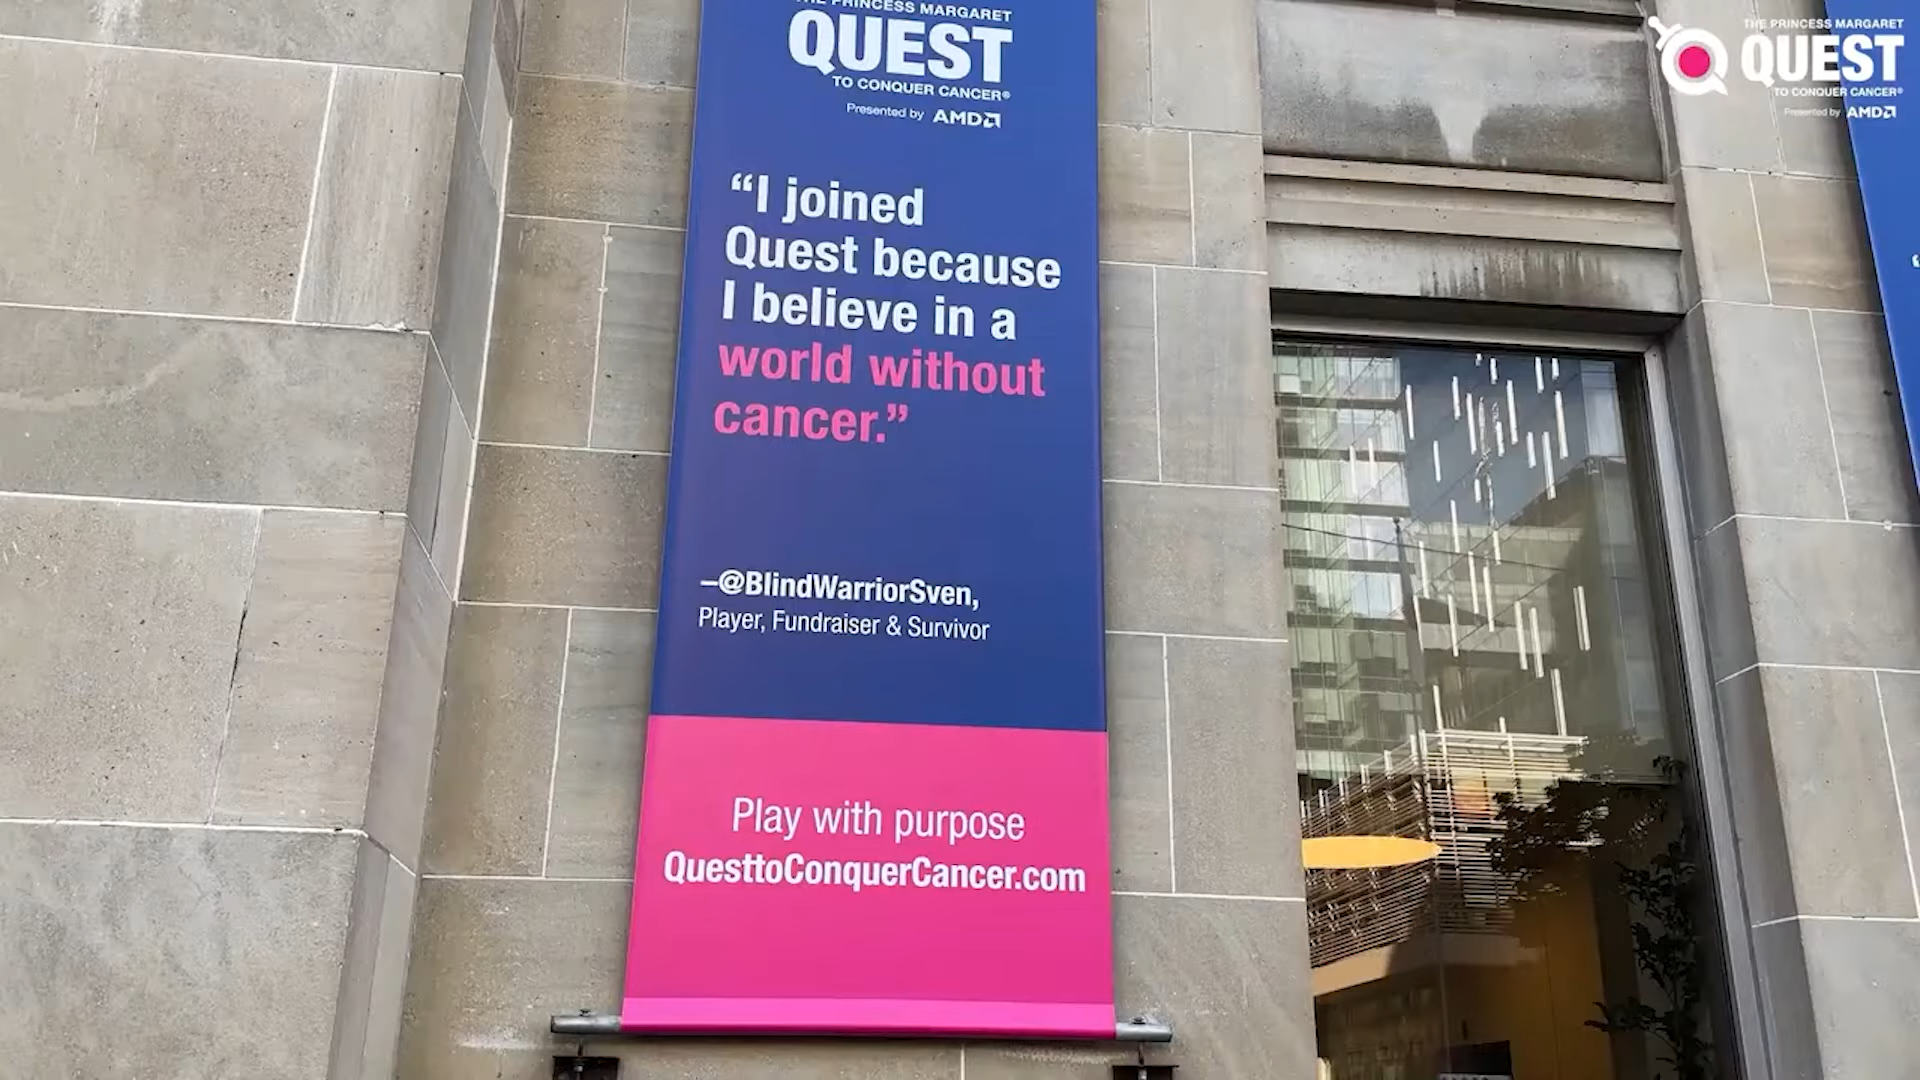 THE PRINCESS MARGARET
QUEST
TO CONQUER CANCER®
Presented by AMD
“I joined
Quest because
I believe in a
world without
cancer.”
–@BlindWarriorSven,
Player, Fundraiser & Survivor
Play with purpose
QuesttoConquerCancer.com
THE PRINCESS MARGARET
QUEST
TO CONQUER CANCER®
Presented by AMD
“